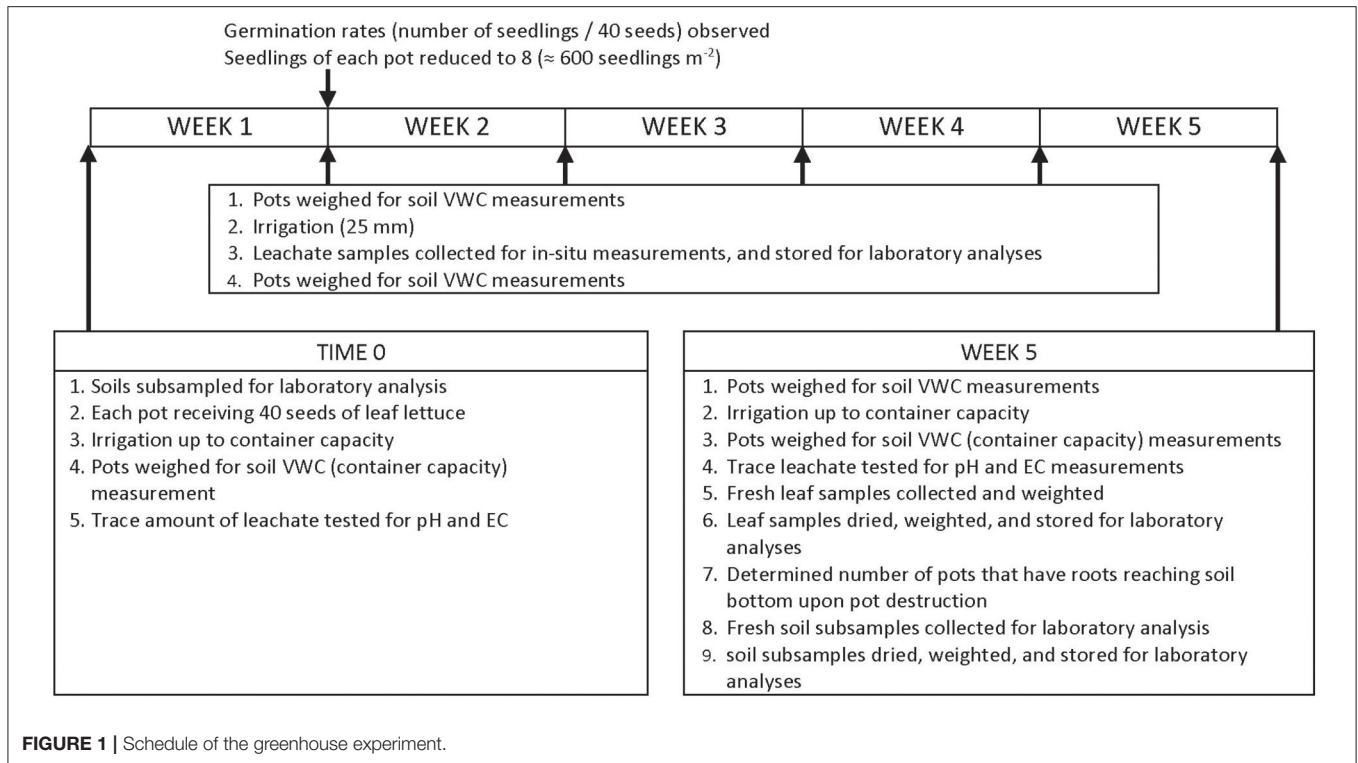 Germination rates (number of seedlings / 40 seeds) observed
Seedlings of each pot reduced to 8 (≈ 600 seedlings m⁻²)
WEEK 1 WEEK 2 WEEK 3 WEEK 4 WEEK 5
1. Pots weighed for soil VWC measurements
2. Irrigation (25 mm)
3. Leachate samples collected for in-situ measurements, and stored for laboratory analyses
4. Pots weighed for soil VWC measurements
TIME 0
1. Soils subsampled for laboratory analysis
2. Each pot receiving 40 seeds of leaf lettuce
3. Irrigation up to container capacity
4. Pots weighed for soil VWC (container capacity)
measurement
5. Trace amount of leachate tested for pH and EC
WEEK 5
1. Pots weighed for soil VWC measurements
2. Irrigation up to container capacity
3. Pots weighed for soil VWC (container capacity) measurements
4. Trace leachate tested for pH and EC measurements
5. Fresh leaf samples collected and weighted
6. Leaf samples dried, weighted, and stored for laboratory
analyses
7. Determined number of pots that have roots reaching soil
bottom upon pot destruction
8. Fresh soil subsamples collected for laboratory analysis
9. soil subsamples dried, weighted, and stored for laboratory
analyses
FIGURE 1 | Schedule of the greenhouse experiment.